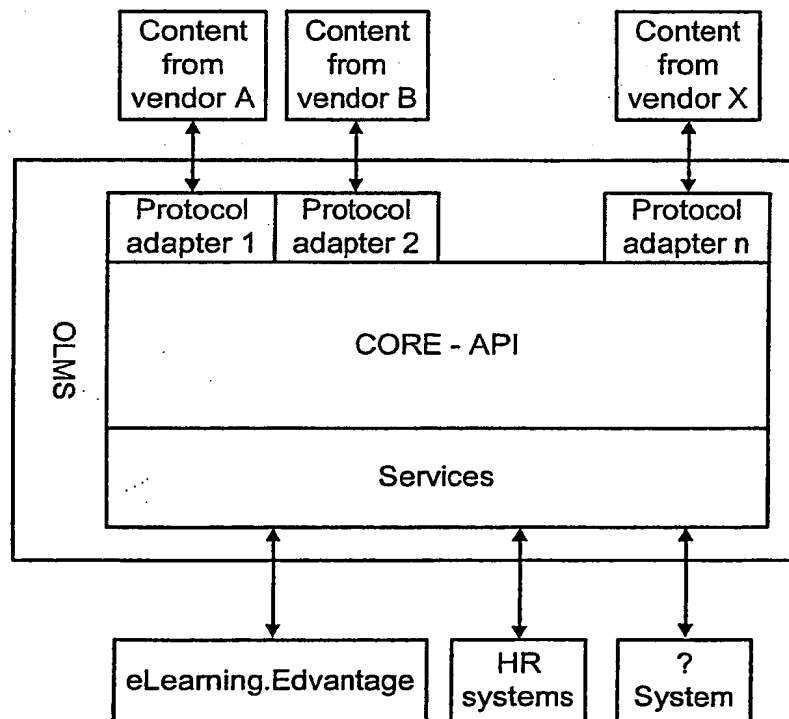 Content
from
vendor A
Content
from
vendor B
Content
from
vendor X
Protocol
adapter 1
Protocol
adapter 2
Protocol
adapter n
OLMS
CORE - API
Services
eLearning.Edvantage
HR
systems
?
System